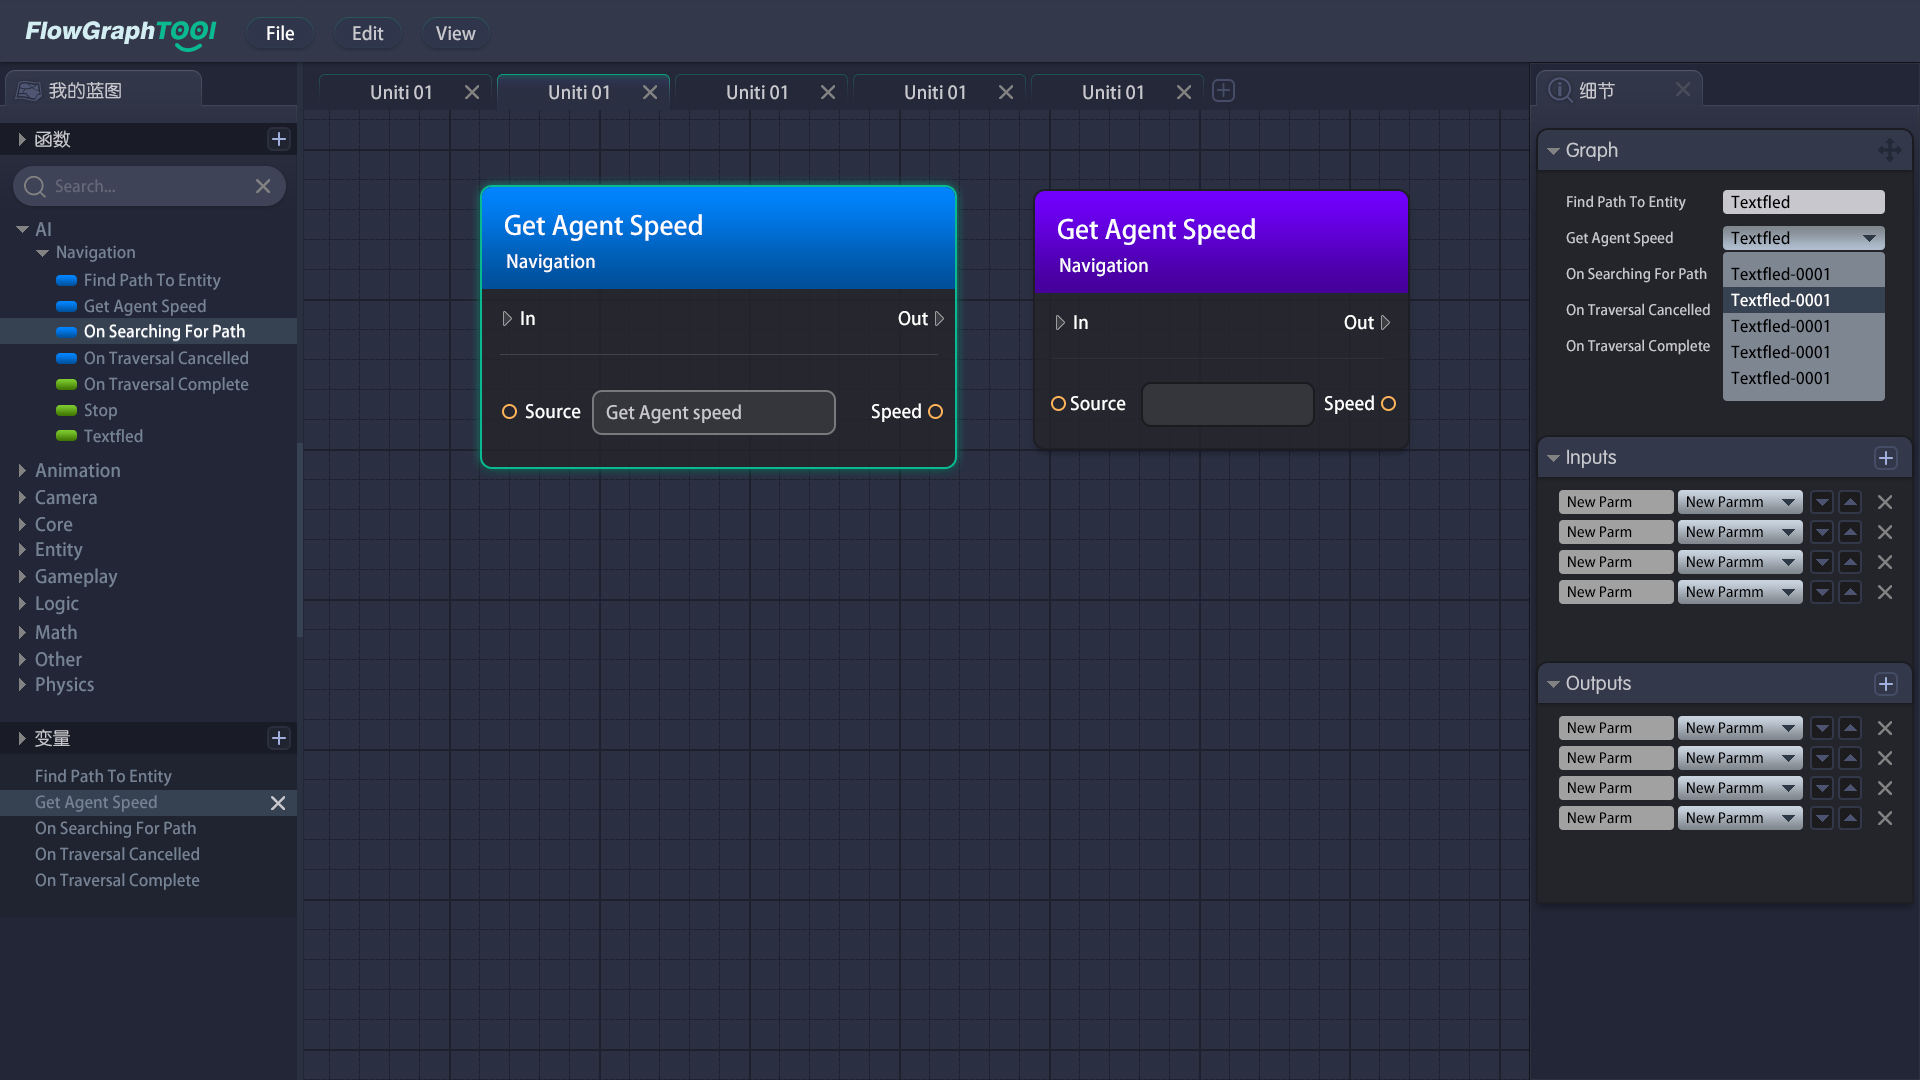 FlowGraphTOOl
File
Edit
View
我的蓝图
函数
Search...
AI
Navigation
Find Path To Entity
Get Agent Speed
On Searching For Path
On Traversal Cancelled
On Traversal Complete
Stop
Textfled
Animation
Camera
Core
Entity
Gameplay
Logic
Math
Other
Physics
变量
Find Path To Entity
Get Agent Speed
On Searching For Path
On Traversal Cancelled
On Traversal Complete
Uniti 01
Uniti 01
Uniti 01
Uniti 01
Uniti 01
Get Agent Speed
Navigation
In
Out
Source
Get Agent speed
Speed
Get Agent Speed
Navigation
In
Out
Source
Speed
细节
Graph
Find Path To Entity
Textfled
Get Agent Speed
Textfled
On Searching For Path
Textfled-0001
Textfled-0001
On Traversal Cancelled
Textfled-0001
On Traversal Complete
Textfled-0001
Textfled-0001
Inputs
New Parm
New Parmm
New Parm
New Parmm
New Parm
New Parmm
New Parm
New Parmm
Outputs
New Parm
New Parmm
New Parm
New Parmm
New Parm
New Parmm
New Parm
New Parmm